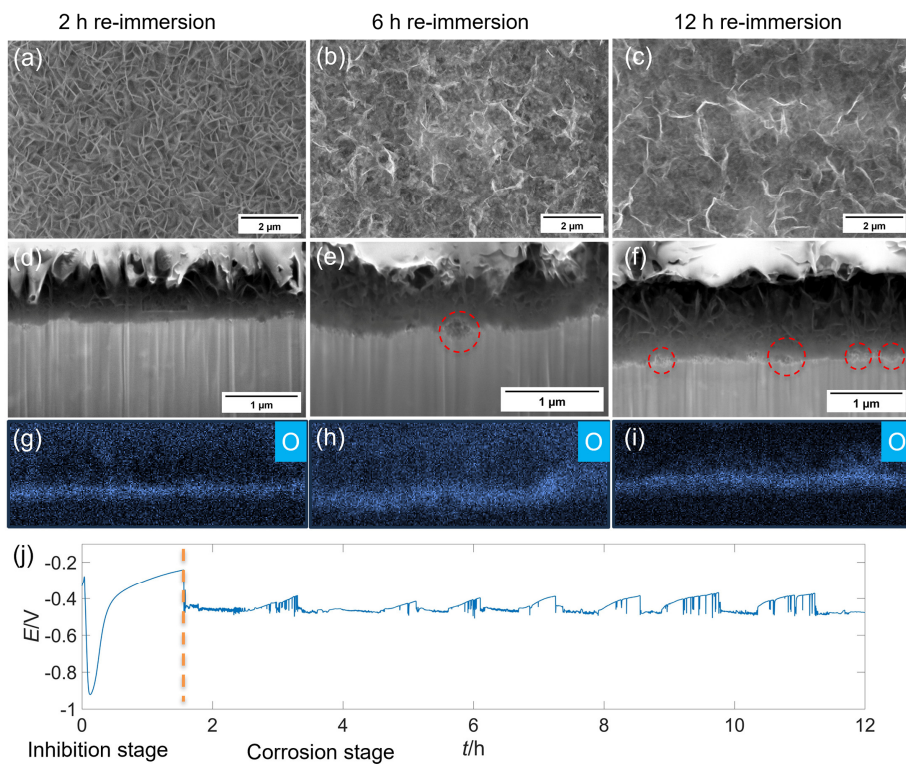 2 h re-immersion 6 h re-immersion 12 h re-immersion
(a) (b) (c)
2 µm 2 µm 2 µm
(d) (e) (f)
1 µm 1 µm 1 µm
(g) O (h) O (i) O
(j)
-0.2
-0.4
-0.6
-0.8
-1
E/V
0 2 4 6 8 10 12
Inhibition stage Corrosion stage t/h